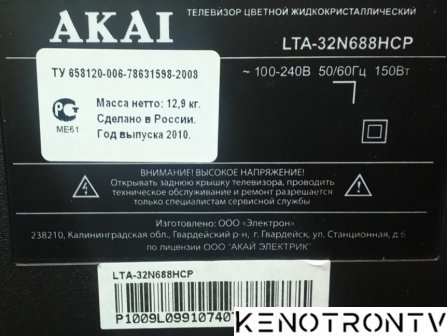 AKAI
ТЕЛЕВИЗОР ЦВЕТНОЙ ЖИДКОКРИСТАЛЛИЧЕСКИЙ
LTA-32N688HCP
~ 100-240В 50/60Гц 150Вт
ТУ 658120-006-78631598-2008
МЕ61
Масса нетто: 12,9 кг.
Сделано в России.
Год выпуска 2010.
ВНИМАНИЕ! ВЫСОКОЕ НАПРЯЖЕНИЕ!
Открывать заднюю крышку телевизора, проводить
техническое обслуживание и ремонт разрешается
только специалистам сервисной службы
Изготовлено: ООО «Электрон»
238210, Калининградская обл., Гвардейский р-н, г. Гвардейск, ул. Станционная, д.6
по лицензии ООО "АКАЙ ЭЛЕКТРИК"
LTA-32N688HCP
P1009L09910740
KENOTRONTV